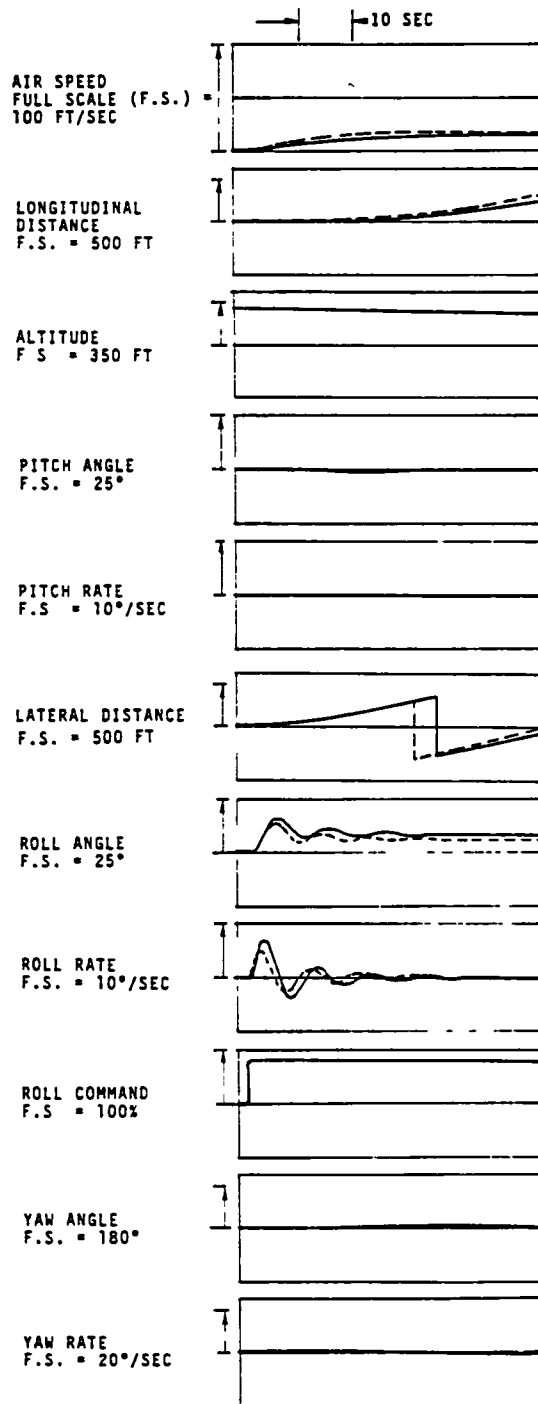 10 SEC
AIR SPEED
FULL SCALE (F.S.) =
100 FT/SEC
LONGITUDINAL
DISTANCE
F.S. = 500 FT
ALTITUDE
F S = 350 FT
PITCH ANGLE
F.S. = 25°
PITCH RATE
F.S = 10°/SEC
LATERAL DISTANCE
F.S. = 500 FT
ROLL ANGLE
F.S. = 25°
ROLL RATE
F.S. = 10°/SEC
ROLL COMMAND
F.S = 100%
YAW ANGLE
F.S. = 180°
YAW RATE
F.S. = 20°/SEC